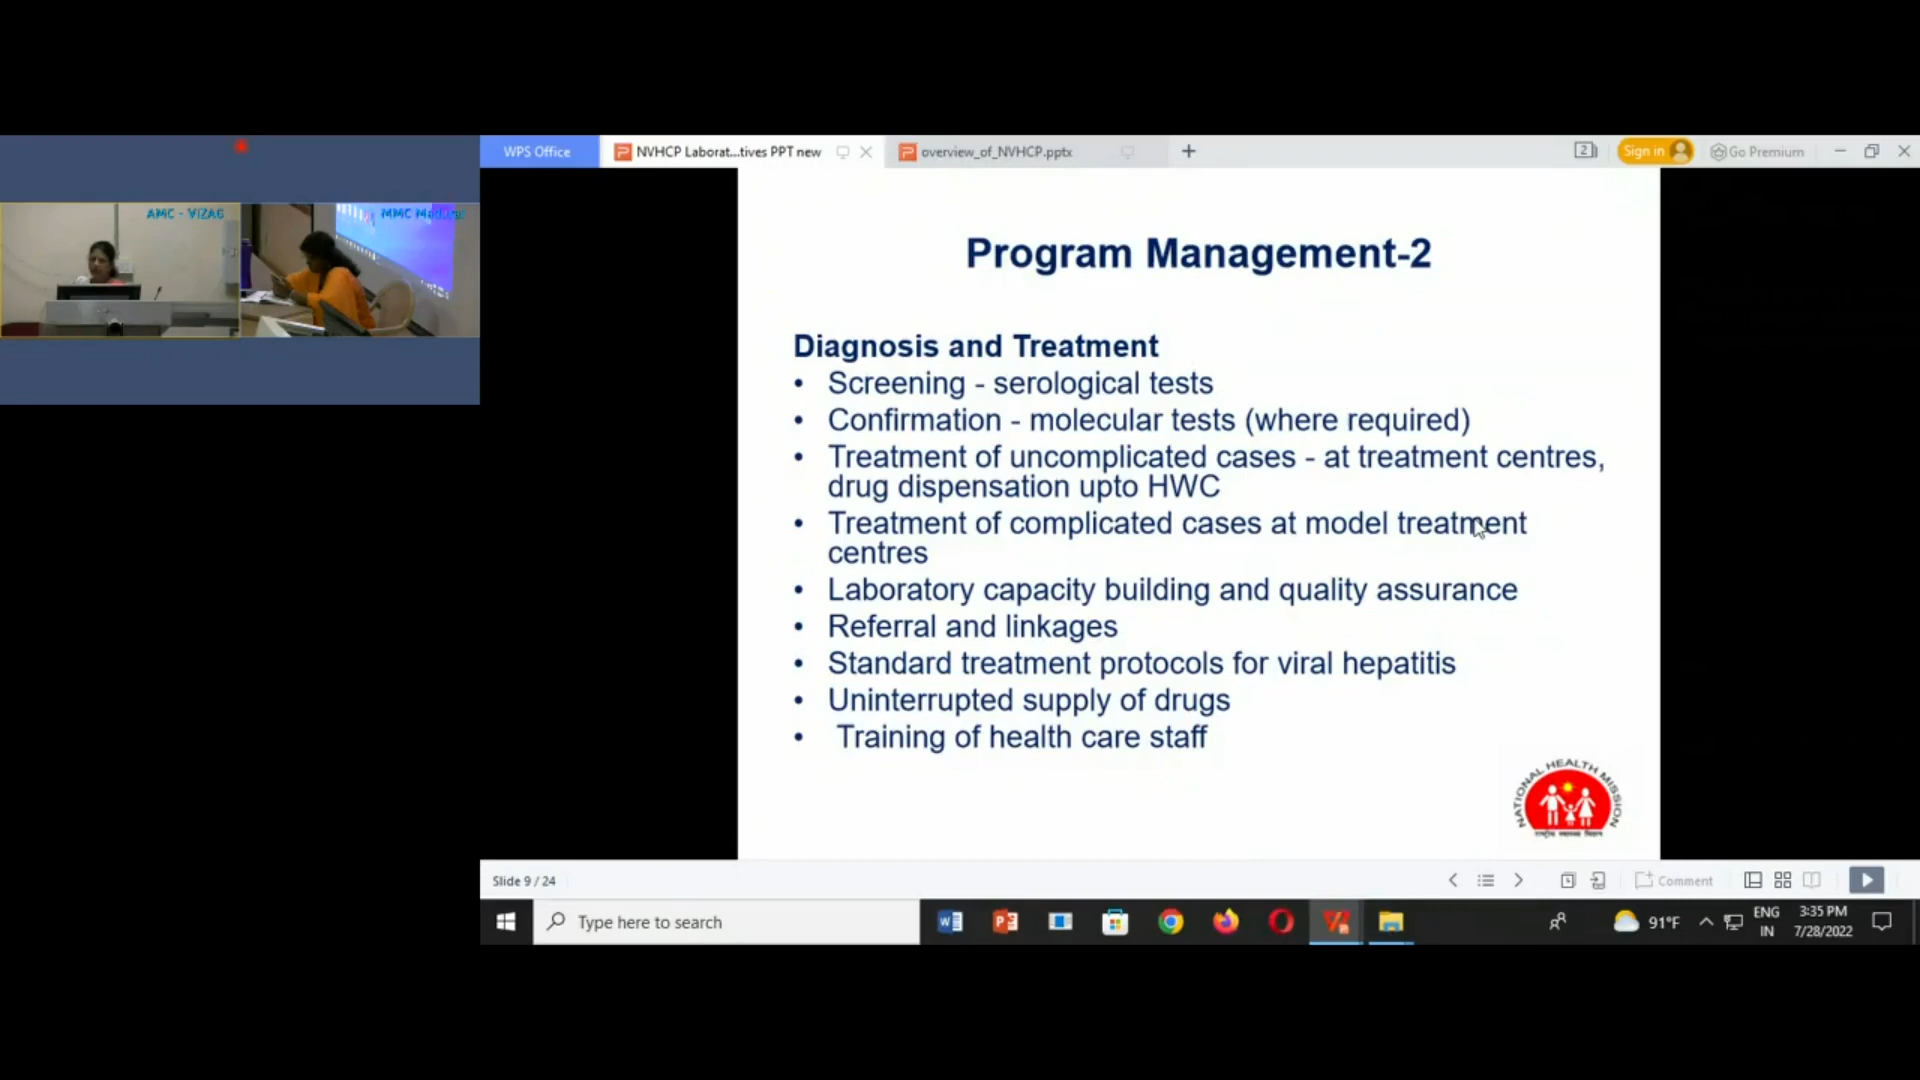 WPS Office
NVHCP Laborat...tives PPT new
overview_of_NVHCP.pptx
2
Sign in
Go Premium
AMC - VIZAG
MMC
Program Management-2
Diagnosis and Treatment
• Screening - serological tests
• Confirmation - molecular tests (where required)
• Treatment of uncomplicated cases - at treatment centres,
drug dispensation upto HWC
• Treatment of complicated cases at model treatment
centres
• Laboratory capacity building and quality assurance
• Referral and linkages
• Standard treatment protocols for viral hepatitis
• Uninterrupted supply of drugs
• Training of health care staff
NATIONAL HEALTH MISSION
राष्ट्रीय स्वास्थ्य मिशन
Slide 9 / 24
Comment
Type here to search
91°F
ENG
IN
3:35 PM
7/28/2022